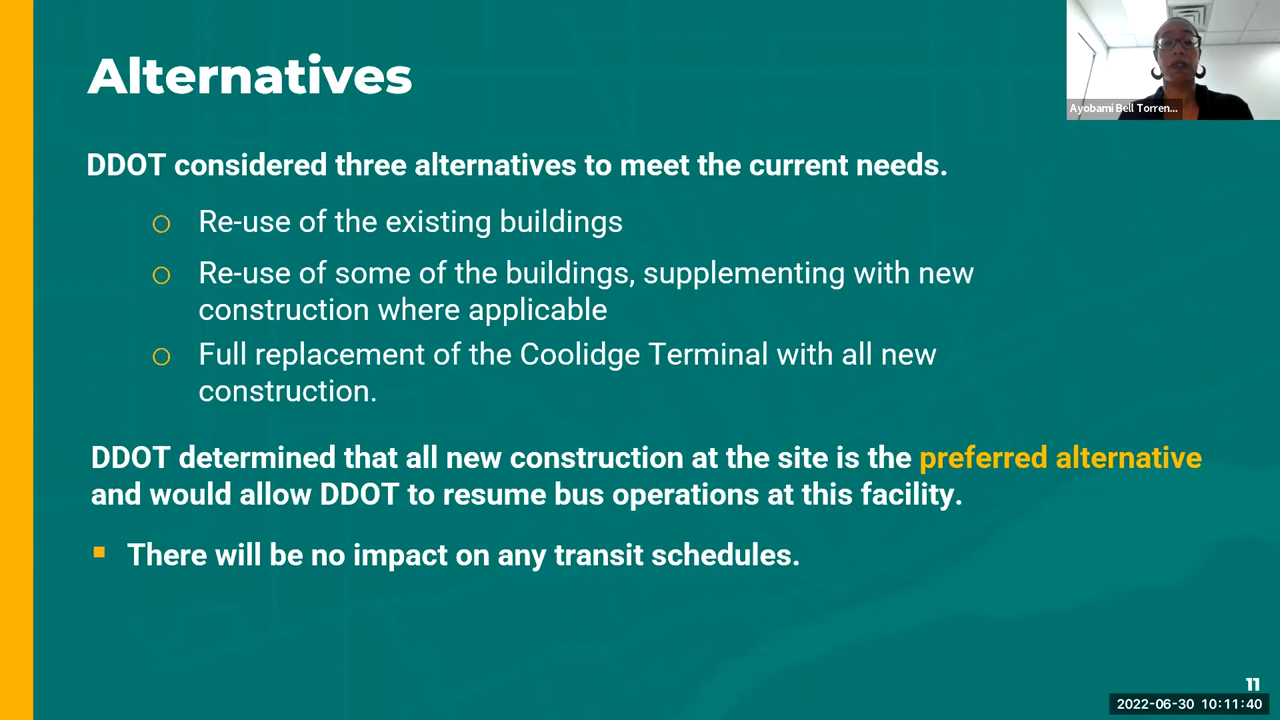 Alternatives
Ayobami Bell Torren...
DDOT considered three alternatives to meet the current needs.
Re-use of the existing buildings
Re-use of some of the buildings, supplementing with new
construction where applicable
Full replacement of the Coolidge Terminal with all new
construction.
DDOT determined that all new construction at the site is the preferred alternative
and would allow DDOT to resume bus operations at this facility.
There will be no impact on any transit schedules.
11
2022-06-30 10:11:40